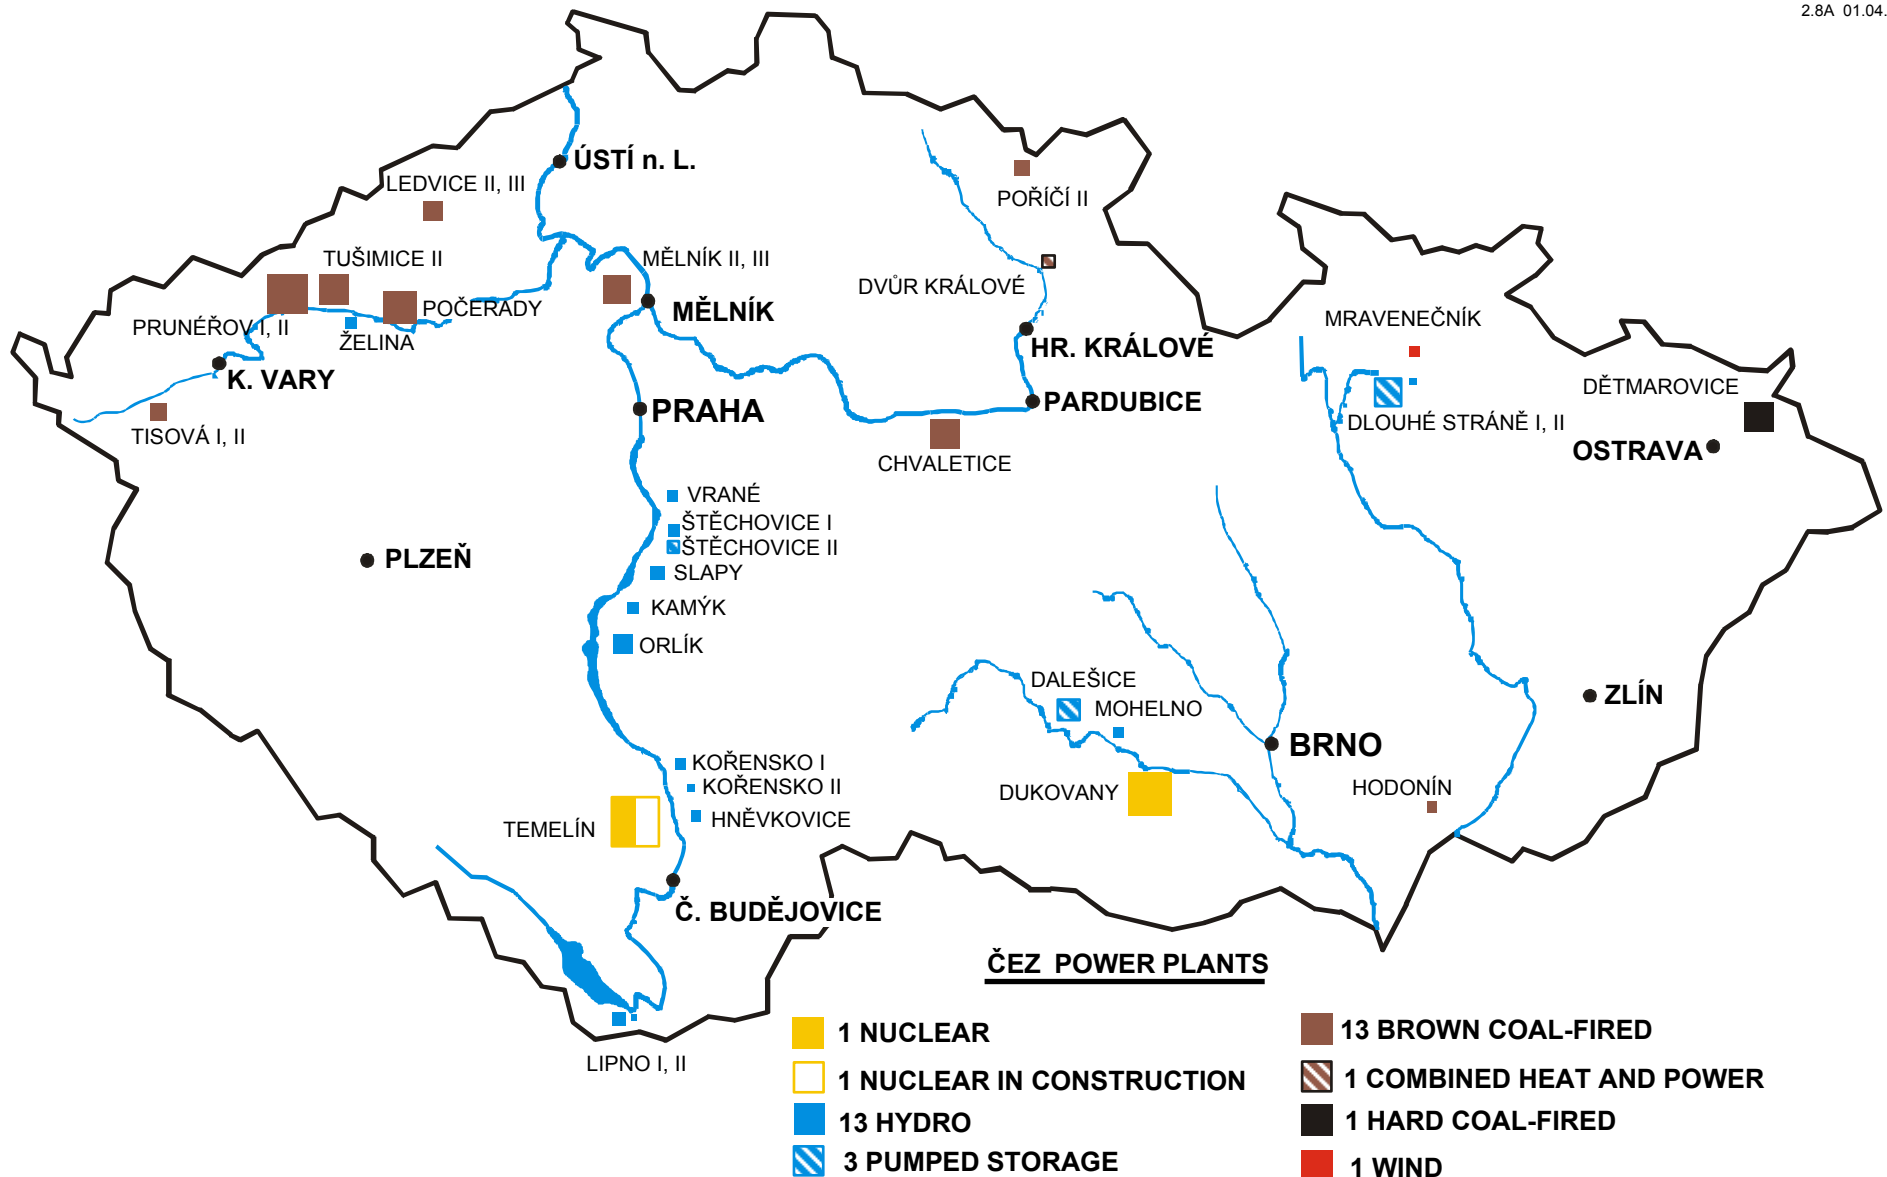 2.8A 01.04.
ÚSTÍ n. L.
LEDVICE II, III
POŘÍČÍ II
TUŠIMICE II
MĚLNÍK II, III
DVŮR KRÁLOVÉ
POČERADY
MĚLNÍK
PRUNÉŘOV I, II
ŽELINA
MRAVENEČNÍK
HR. KRÁLOVÉ
K. VARY
DĚTMAROVICE
PRAHA
PARDUBICE
TISOVÁ I, II
DLOUHÉ STRÁNĚ I, II
OSTRAVA
CHVALETICE
VRANÉ
ŠTĚCHOVICE I
ŠTĚCHOVICE II
PLZEŇ
SLAPY
KAMÝK
ORLÍK
DALEŠICE
MOHELNO
ZLÍN
BRNO
KOŘENSKO I
KOŘENSKO II
DUKOVANY
HODONÍN
HNĚVKOVICE
TEMELÍN
Č. BUDĚJOVICE
LIPNO I, II
ČEZ POWER PLANTS
1 NUCLEAR
1 NUCLEAR IN CONSTRUCTION
13 HYDRO
3 PUMPED STORAGE
13 BROWN COAL-FIRED
1 COMBINED HEAT AND POWER
1 HARD COAL-FIRED
1 WIND